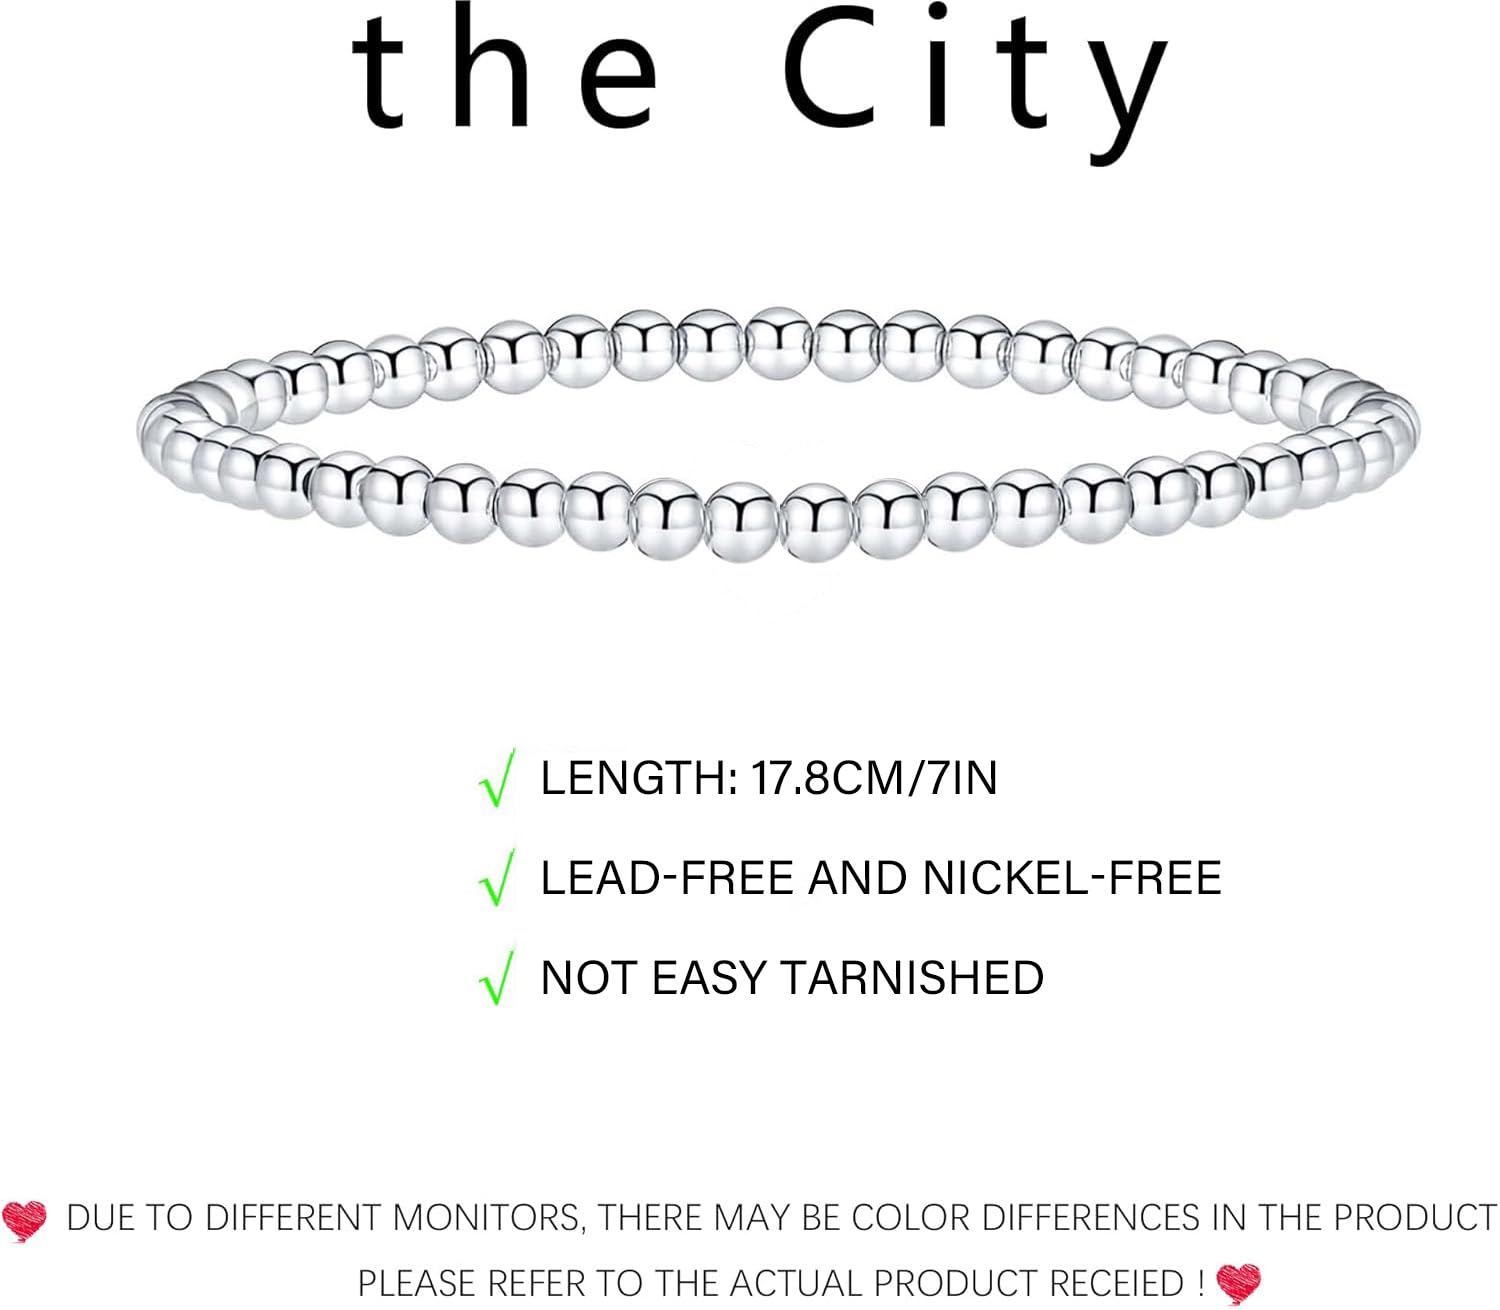 the City
√ LENGTH: 17.8CM/7IN
√ LEAD-FREE AND NICKEL-FREE
√ NOT EASY TARNISHED
DUE TO DIFFERENT MONITORS, THERE MAY BE COLOR DIFFERENCES IN THE PRODUCT
PLEASE REFER TO THE ACTUAL PRODUCT RECEIED !